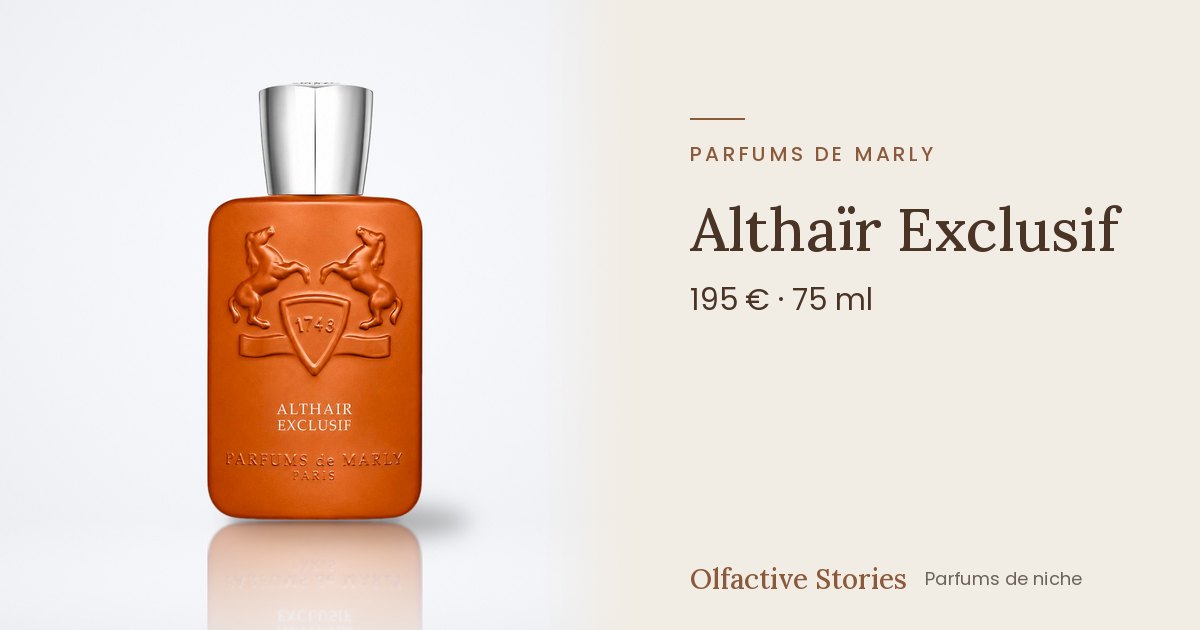 1743
ALTHAIR
EXCLUSIF
PARFUMS de MARLY
PARIS
PARFUMS DE MARLY
Althaïr Exclusif
195 € · 75 ml
Olfactive Stories Parfums de niche